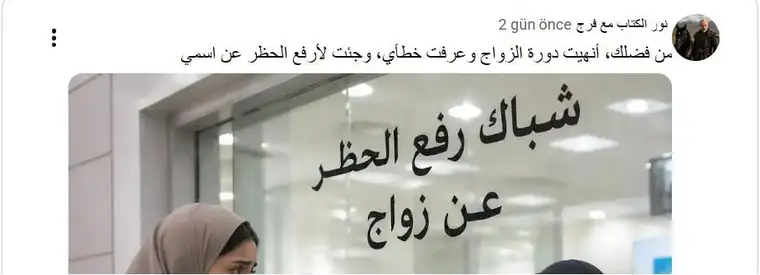 نور الكتاب مع فرج 2 gün önce
من فضلك، أنهيت دورة الزواج وعرفت خطأي، وجئت لأرفع الحظر عن اسمي
شباك رفع الحظر
عن زواج